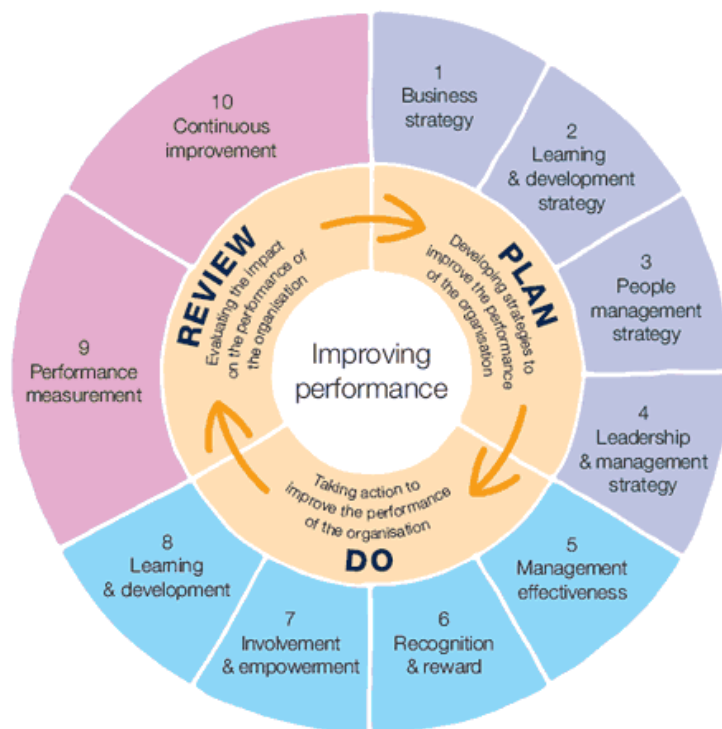 1
Business
strategy
2
Learning
& development
strategy
3
People
management
strategy
4
Leadership
& management
strategy
5
Management
effectiveness
6
Recognition
& reward
7
Involvement
& empowerment
8
Learning
& development
9
Performance
measurement
10
Continuous
improvement
PLAN
Developing strategies to
improve the performance
of the organisation
DO
Taking action to
improve the performance
of the organisation
REVIEW
Evaluating the impact
on the performance of
the organisation
Improving
performance